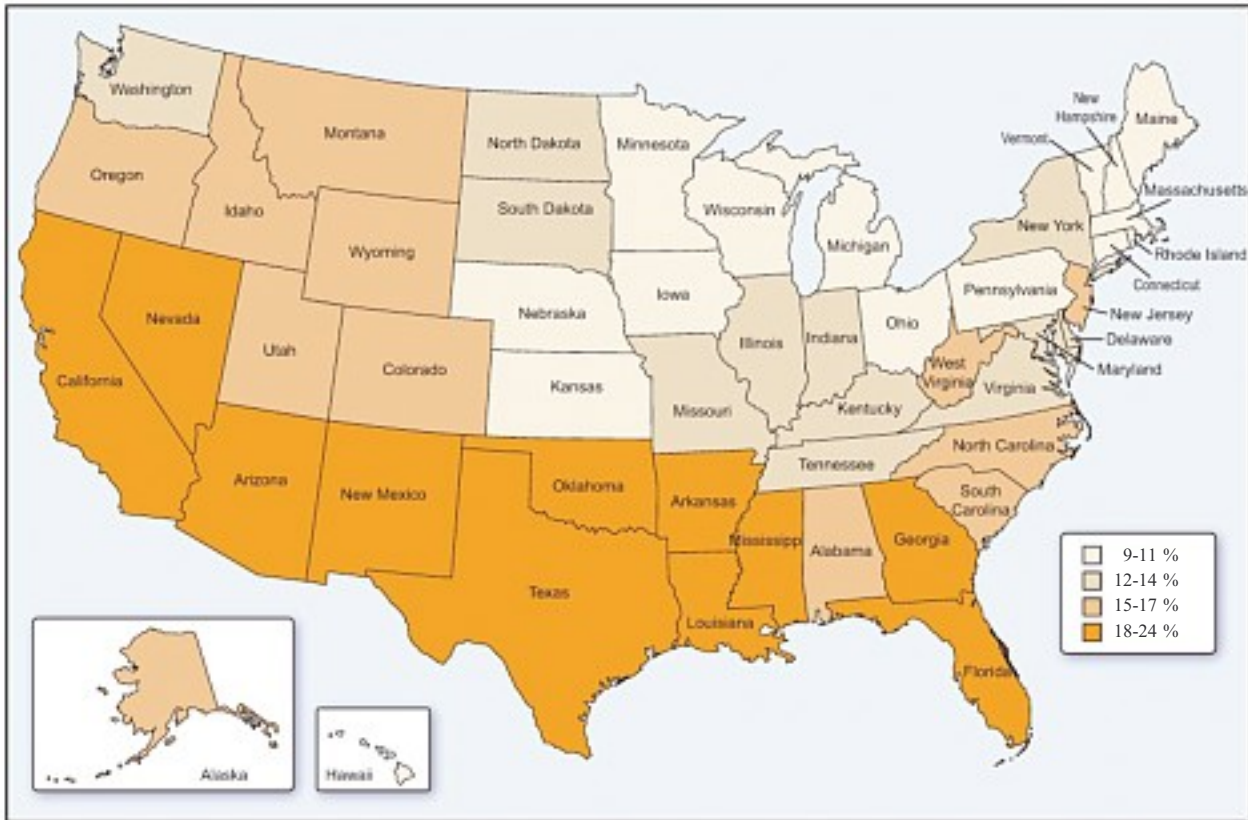 Washington
Montana
North Dakota
Minnesota
New
Hampshire
Maine
Vermont
Oregon
Idaho
South Dakota
Wisconsin
Massachusetts
Wyoming
Michigan
New York
Rhode Island
Connecticut
Nebraska
Iowa
Pennsylvania
Nevada
Ohio
New Jersey
Utah
Illinois
Indiana
Delaware
California
Colorado
Kansas
West
Virginia
Maryland
Virginia
Missouri
Kentucky
North Carolina
Tennessee
Arizona
New Mexico
Oklahoma
Arkansas
South
Carolina
Mississipp
Alabama
Georgia
Texas
Louisiana
Florida
9-11 %
12-14 %
15-17 %
18-24 %
Alaska
Hawaii